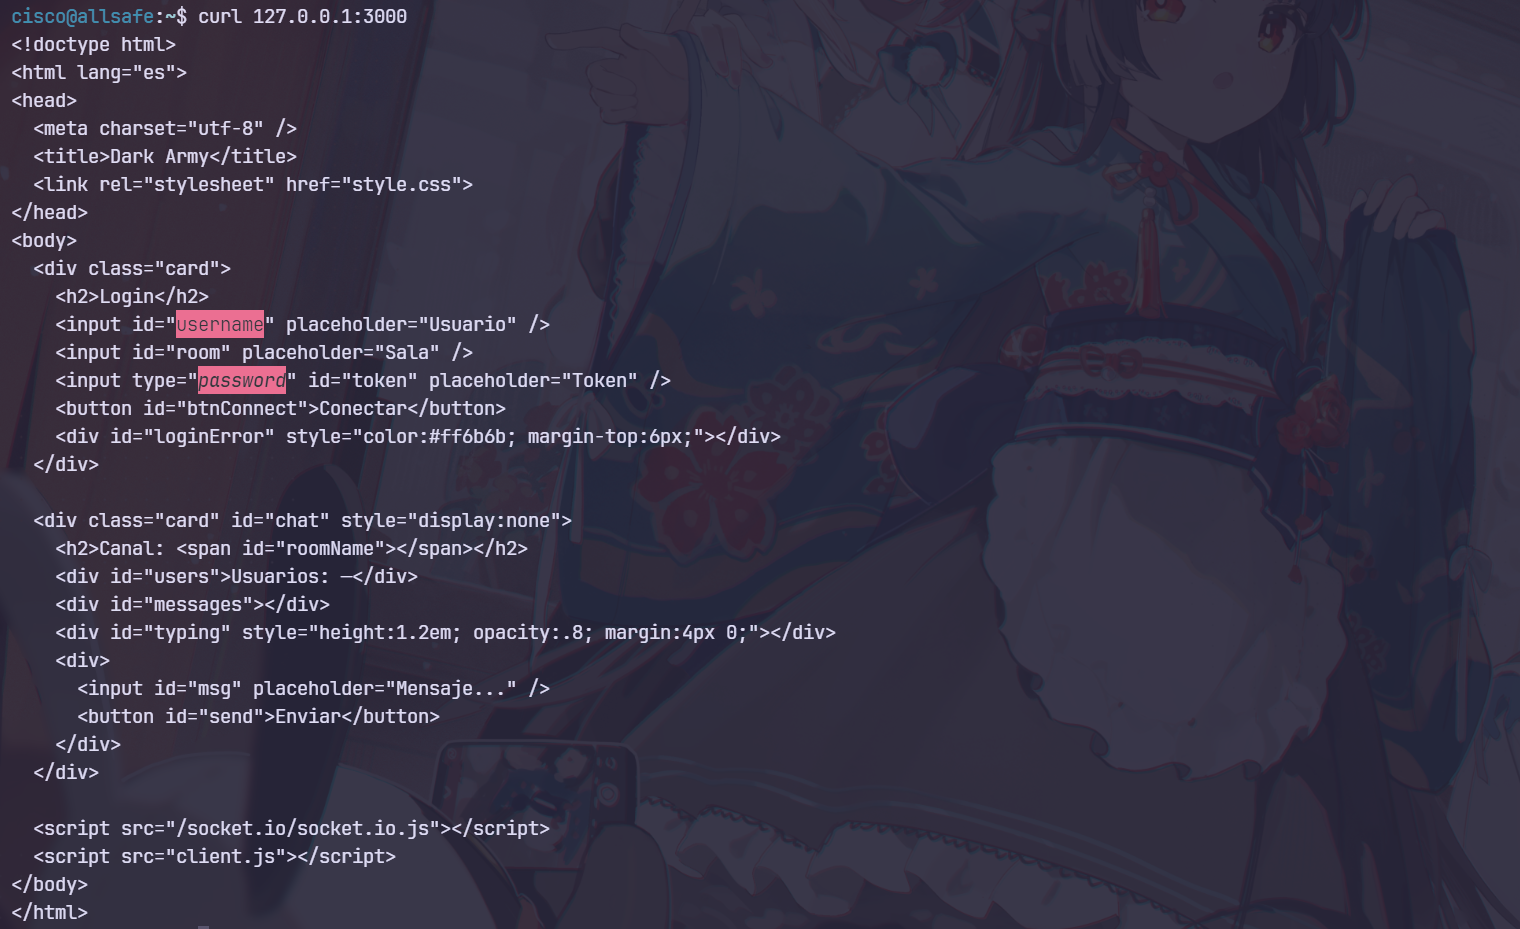 cisco@allsafe:~$ curl 127.0.0.1:3000
<!doctype html>
<html lang="es">
<head>
  <meta charset="utf-8" />
  <title>Dark Army</title>
  <link rel="stylesheet" href="style.css">
</head>
<body>
  <div class="card">
    <h2>Login</h2>
    <input id="username" placeholder="Usuario" />
    <input id="room" placeholder="Sala" />
    <input type="password" id="token" placeholder="Token" />
    <button id="btnConnect">Conectar</button>
    <div id="loginError" style="color:#ff6b6b; margin-top:6px;"></div>
  </div>

  <div class="card" id="chat" style="display:none">
    <h2>Canal: <span id="roomName"></span></h2>
    <div id="users">Usuarios: —</div>
    <div id="messages"></div>
    <div id="typing" style="height:1.2em; opacity:.8; margin:4px 0;"></div>
    <div>
      <input id="msg" placeholder="Mensaje..." />
      <button id="send">Enviar</button>
    </div>
  </div>

  <script src="/socket.io/socket.io.js"></script>
  <script src="client.js"></script>
</body>
</html>